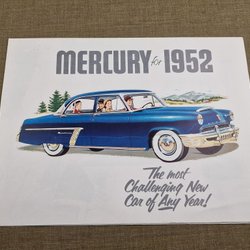 MERCURY for 1952
The most
Challenging New
Car of Any Year!